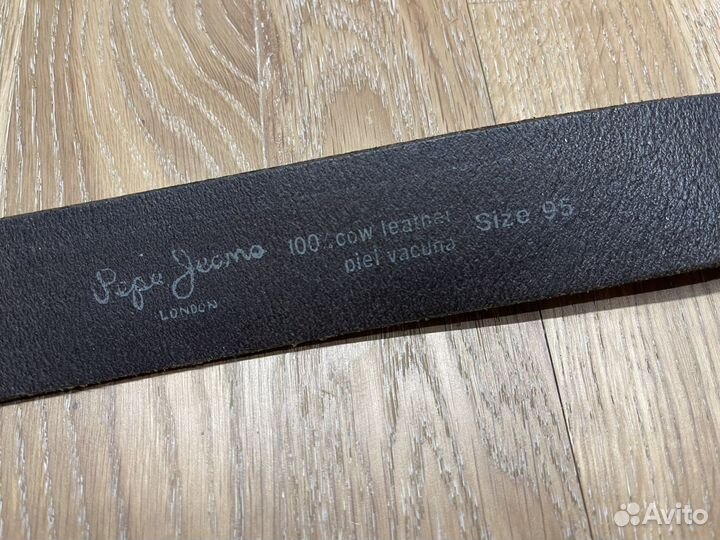 Pepe Jeans
LONDON
100% cow leather
piel vacuna
Size 95
Avito